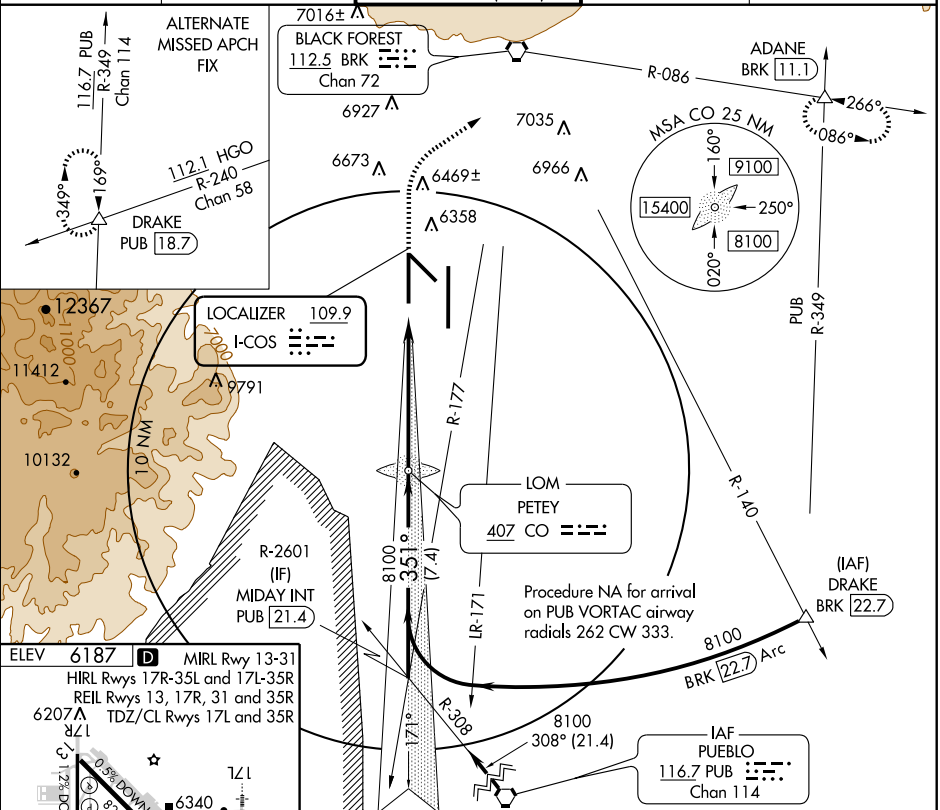 ALTERNATE
MISSED APCH
FIX
116.7 PUB
R-349
Chan 114
349°
169°
112.1 HGO
R-240
Chan 58
DRAKE
PUB 18.7
7016±
BLACK FOREST
112.5 BRK
Chan 72
6927
7035
6673
6966
6469±
6358
R-086
ADANE
BRK 11.1
266°
086°
MSA CO 25 NM
160°
9100
15400
250°
8100
020°
PUB
R-349
12367
11000
11412
10132
7000
9791
LOCALIZER 109.9
I-COS
10 NM
R-177
R-140
LOM
PETEY
407 CO
8100
351°
(7.4)
LR-171
R-2601
(IF)
MIDAY INT
PUB 21.4
Procedure NA for arrival
on PUB VORTAC airway
radials 262 CW 333.
(IAF)
DRAKE
BRK 22.7
8100
BRK 22.7 Arc
R-308
171°
8100
308° (21.4)
IAF
PUEBLO
116.7 PUB
Chan 114
ELEV 6187 D MIRL Rwy 13-31
HIRL Rwys 17R-35L and 17L-35R
REIL Rwys 13, 17R, 31 and 35R
TDZ/CL Rwys 17L and 35R
6207
17R
13
0.5% DOWN
17L
6340